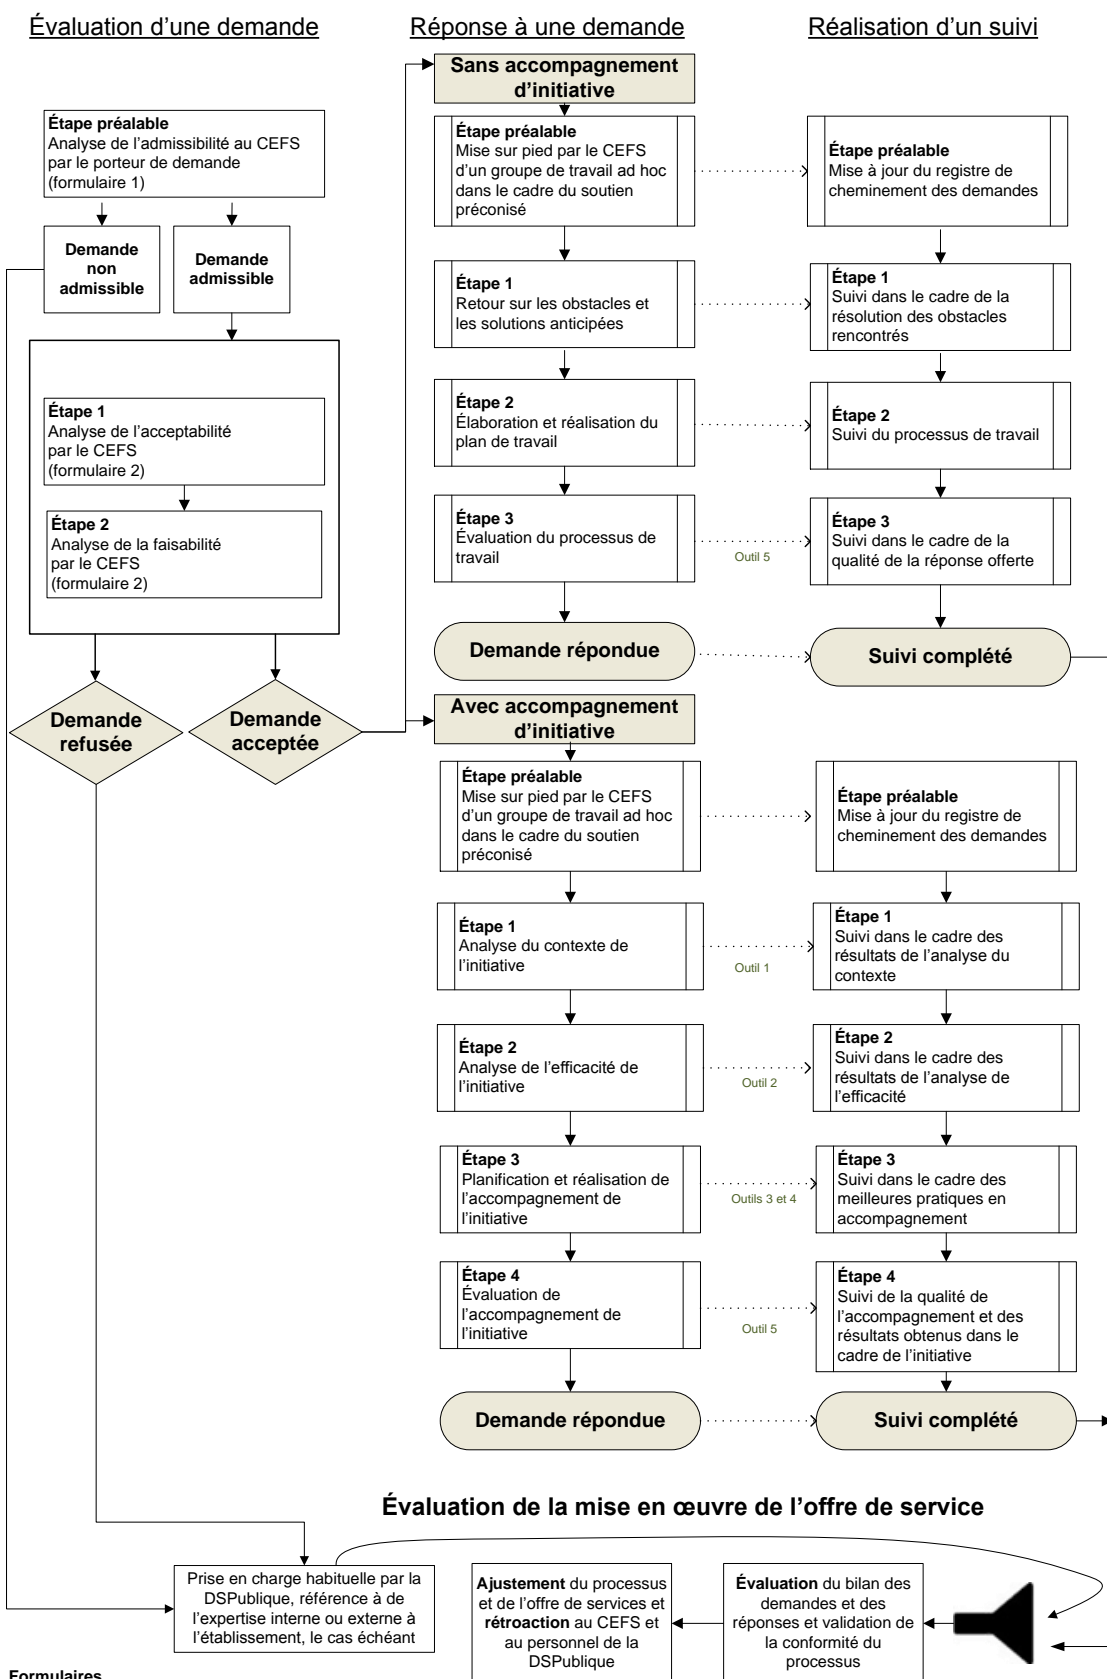 Évaluation d’une demande
Étape préalable
Analyse de l’admissibilité au CEFS
par le porteur de demande
(formulaire 1)
Demande
non
admissible
Demande
admissible
Étape 1
Analyse de l’acceptabilité
par le CEFS
(formulaire 2)
Étape 2
Analyse de la faisabilité
par le CEFS
(formulaire 2)
Demande
refusée
Demande
acceptée
Réponse à une demande
Réalisation d’un suivi
Sans accompagnement
d’initiative
Étape préalable
Mise sur pied par le CEFS
d’un groupe de travail ad hoc
dans le cadre du soutien
préconisé
Étape préalable
Mise à jour du registre de
cheminement des demandes
Étape 1
Retour sur les obstacles et
les solutions anticipées
Étape 1
Suivi dans le cadre de la
résolution des obstacles
rencontrés
Étape 2
Élaboration et réalisation du
plan de travail
Étape 2
Suivi du processus de travail
Étape 3
Évaluation du processus de
travail
Outil 5
Étape 3
Suivi dans le cadre de la
qualité de la réponse offerte
Demande répondue
Suivi complété
Avec accompagnement
d’initiative
Étape préalable
Mise sur pied par le CEFS
d’un groupe de travail ad hoc
dans le cadre du soutien
préconisé
Étape préalable
Mise à jour du registre de
cheminement des demandes
Étape 1
Analyse du contexte de
l’initiative
Outil 1
Étape 1
Suivi dans le cadre des
résultats de l’analyse du
contexte
Étape 2
Analyse de l’efficacité de
l’initiative
Outil 2
Étape 2
Suivi dans le cadre des
résultats de l’analyse de
l’efficacité
Étape 3
Planification et réalisation de
l’accompagnement de
l’initiative
Outils 3 et 4
Étape 3
Suivi dans le cadre des
meilleures pratiques en
accompagnement
Étape 4
Évaluation de
l’accompagnement de
l’initiative
Outil 5
Étape 4
Suivi de la qualité de
l’accompagnement et des
résultats obtenus dans le
cadre de l’initiative
Demande répondue
Suivi complété
Évaluation de la mise en œuvre de l’offre de service
Prise en charge habituelle par la
DSPublique, référence à de
l’expertise interne ou externe à
l’établissement, le cas échéant
Ajustement du processus
et de l’offre de services et
rétroaction au CEFS et
au personnel de la
DSPublique
Évaluation du bilan des
demandes et des
réponses et validation de
la conformité du
processus
Formulaires